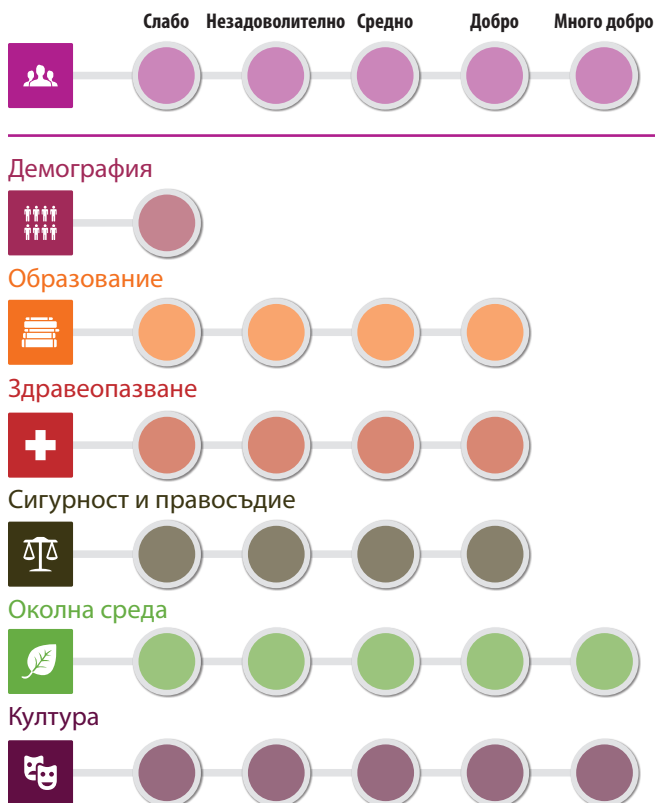 Слабо Незадоволително Средно Добро Много добро
Демография
Образование
Здравеопазване
Сигурност и правосъдие
Околна среда
Култура